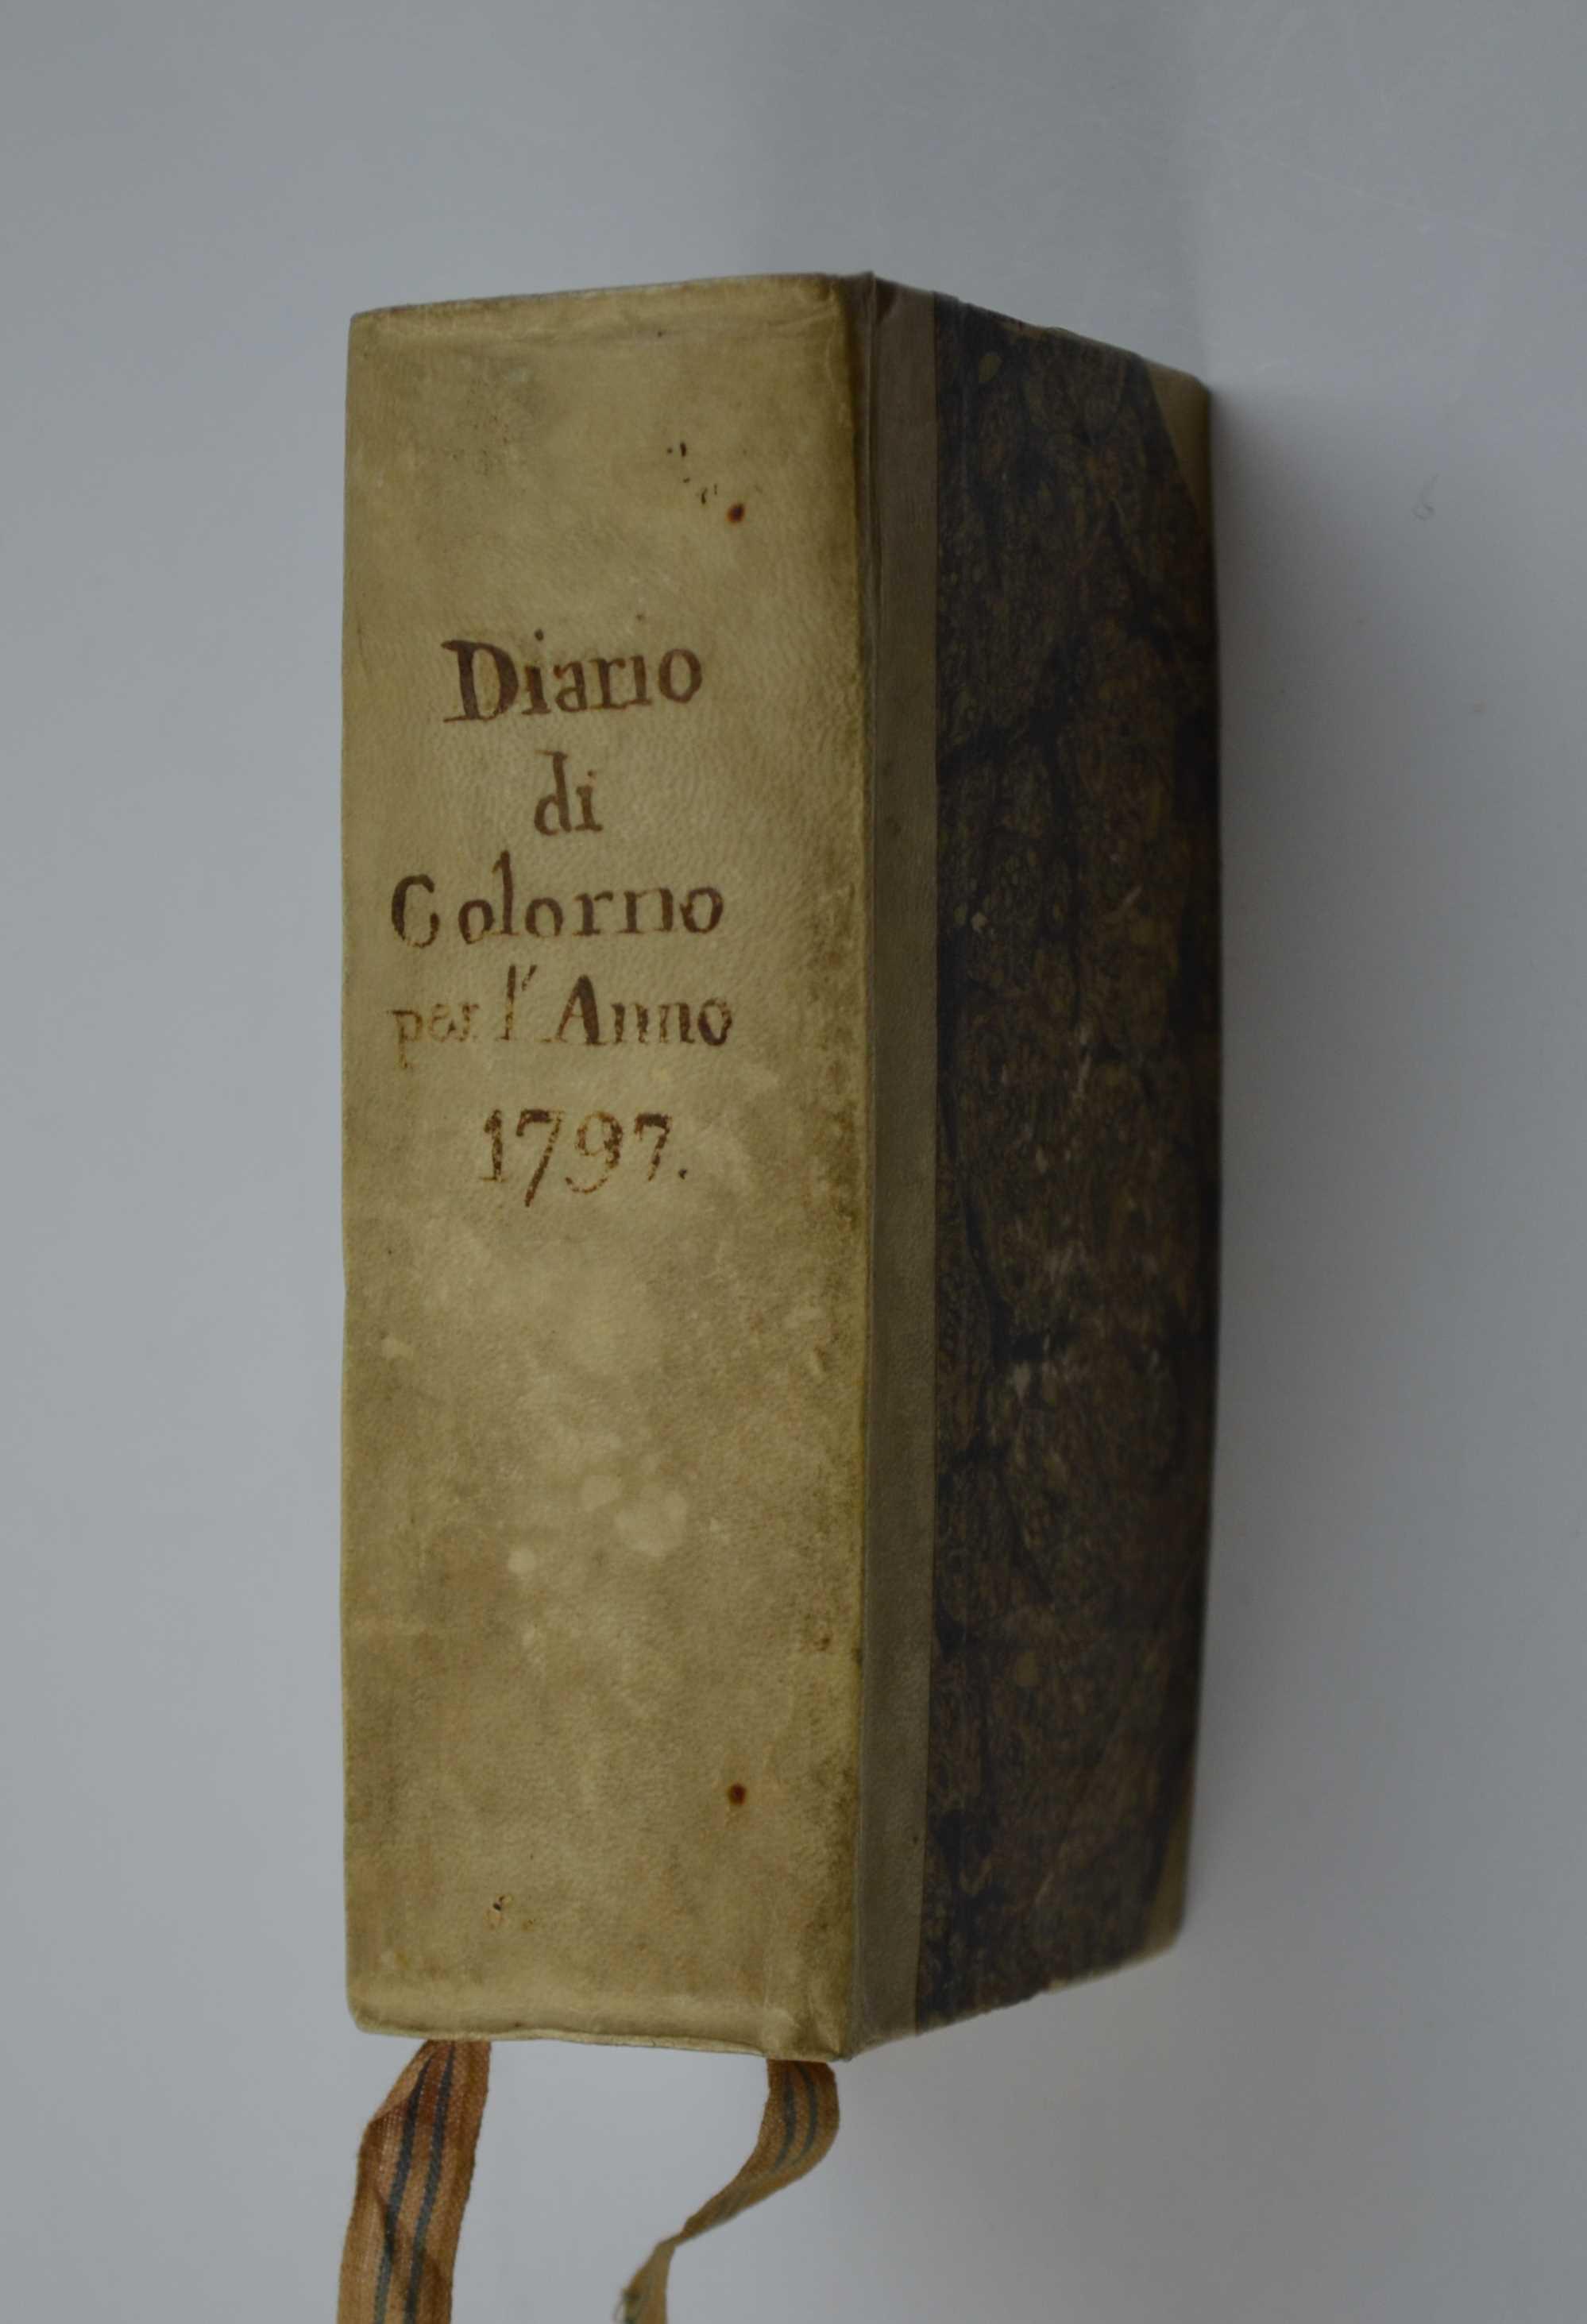 Diario
di
Colorno
per l'Anno
1797.